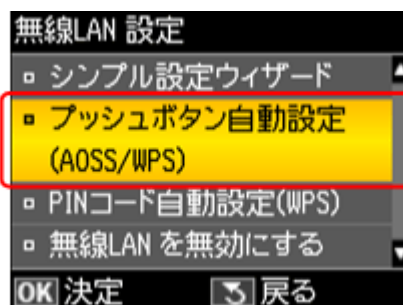 無線LAN 設定
シンプル設定ウィザード
プッシュボタン自動設定
(AOSS/WPS)
PINコード自動設定(WPS)
無線LAN を無効にする
OK 決定 戻る